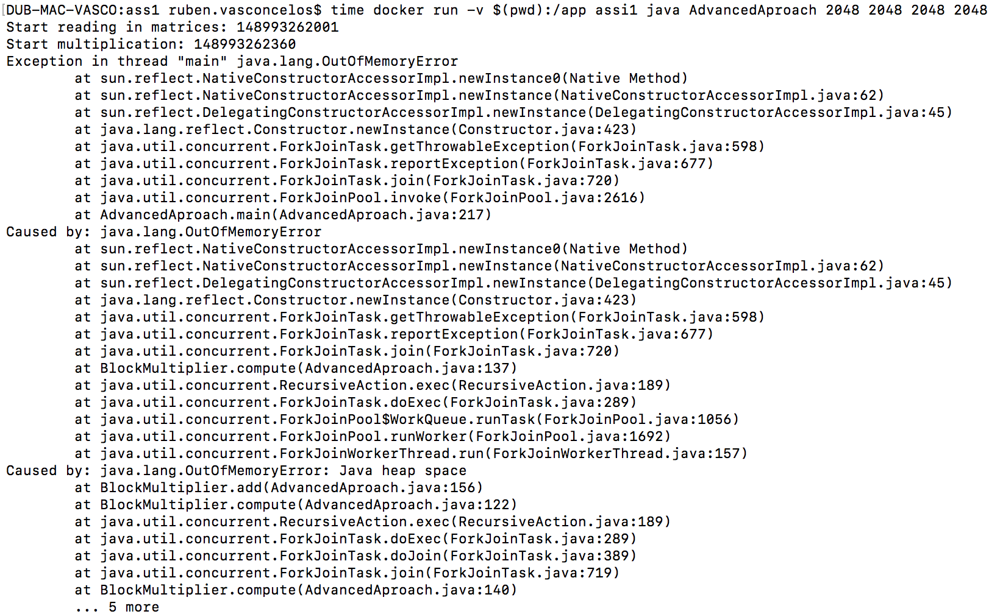 [DUB-MAC-VASCO:ass1 ruben.vasconcelos$ time docker run -v $(pwd):/app assi1 java AdvancedAproach 2048 2048 2048 2048
Start reading in matrices: 148993262001
Start multiplication: 148993262360
Exception in thread "main" java.lang.OutOfMemoryError
        at sun.reflect.NativeConstructorAccessorImpl.newInstance0(Native Method)
        at sun.reflect.NativeConstructorAccessorImpl.newInstance(NativeConstructorAccessorImpl.java:62)
        at sun.reflect.DelegatingConstructorAccessorImpl.newInstance(DelegatingConstructorAccessorImpl.java:45)
        at java.lang.reflect.Constructor.newInstance(Constructor.java:423)
        at java.util.concurrent.ForkJoinTask.getThrowableException(ForkJoinTask.java:598)
        at java.util.concurrent.ForkJoinTask.reportException(ForkJoinTask.java:677)
        at java.util.concurrent.ForkJoinTask.join(ForkJoinTask.java:720)
        at java.util.concurrent.ForkJoinPool.invoke(ForkJoinPool.java:2616)
        at AdvancedAproach.main(AdvancedAproach.java:217)
Caused by: java.lang.OutOfMemoryError
        at sun.reflect.NativeConstructorAccessorImpl.newInstance0(Native Method)
        at sun.reflect.NativeConstructorAccessorImpl.newInstance(NativeConstructorAccessorImpl.java:62)
        at sun.reflect.DelegatingConstructorAccessorImpl.newInstance(DelegatingConstructorAccessorImpl.java:45)
        at java.lang.reflect.Constructor.newInstance(Constructor.java:423)
        at java.util.concurrent.ForkJoinTask.getThrowableException(ForkJoinTask.java:598)
        at java.util.concurrent.ForkJoinTask.reportException(ForkJoinTask.java:677)
        at java.util.concurrent.ForkJoinTask.join(ForkJoinTask.java:720)
        at BlockMultiplier.compute(AdvancedAproach.java:137)
        at java.util.concurrent.RecursiveAction.exec(RecursiveAction.java:189)
        at java.util.concurrent.ForkJoinTask.doExec(ForkJoinTask.java:289)
        at java.util.concurrent.ForkJoinPool$WorkQueue.runTask(ForkJoinPool.java:1056)
        at java.util.concurrent.ForkJoinPool.runWorker(ForkJoinPool.java:1692)
        at java.util.concurrent.ForkJoinWorkerThread.run(ForkJoinWorkerThread.java:157)
Caused by: java.lang.OutOfMemoryError: Java heap space
        at BlockMultiplier.add(AdvancedAproach.java:156)
        at BlockMultiplier.compute(AdvancedAproach.java:122)
        at java.util.concurrent.RecursiveAction.exec(RecursiveAction.java:189)
        at java.util.concurrent.ForkJoinTask.doExec(ForkJoinTask.java:289)
        at java.util.concurrent.ForkJoinTask.doJoin(ForkJoinTask.java:389)
        at java.util.concurrent.ForkJoinTask.join(ForkJoinTask.java:719)
        at BlockMultiplier.compute(AdvancedAproach.java:140)
        ... 5 more